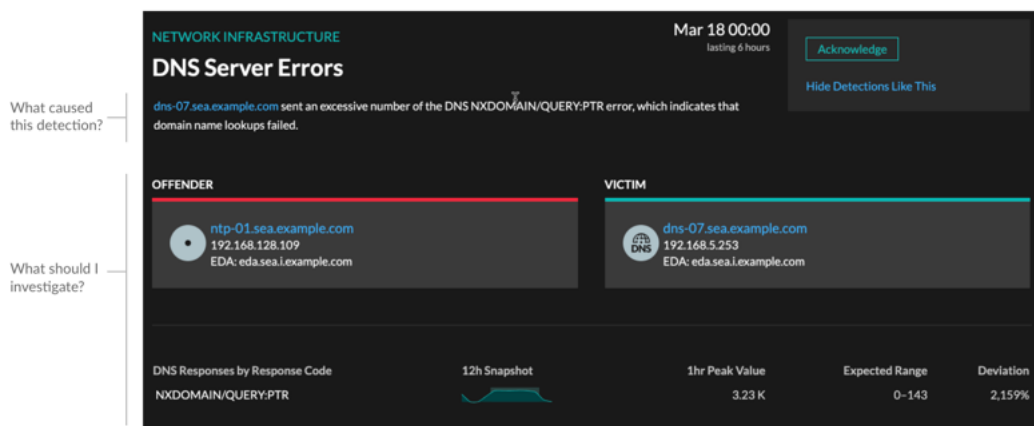 NETWORK INFRASTRUCTURE
DNS Server Errors
Mar 18 00:00
lasting 6 hours
Acknowledge
Hide Detections Like This
What caused
this detection?
dns-07.sea.example.com sent an excessive number of the DNS NXDOMAIN/QUERY:PTR error, which indicates that
domain name lookups failed.
What should I
investigate?
OFFENDER
ntp-01.sea.example.com
192.168.128.109
EDA: eda.sea.i.example.com
VICTIM
DNS
dns-07.sea.example.com
192.168.5.253
EDA: eda.sea.i.example.com
DNS Responses by Response Code 12h Snapshot 1hr Peak Value Expected Range Deviation
NXDOMAIN/QUERY:PTR 3.23 K 0–143 2,159%